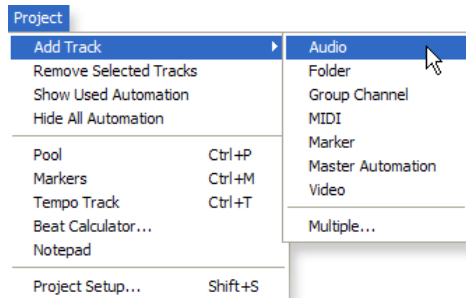 Project
Add Track
Remove Selected Tracks
Show Used Automation
Hide All Automation
Pool Ctrl+P
Markers Ctrl+M
Tempo Track Ctrl+T
Beat Calculator...
Notepad
Project Setup... Shift+S
Audio
Folder
Group Channel
MIDI
Marker
Master Automation
Video
Multiple...